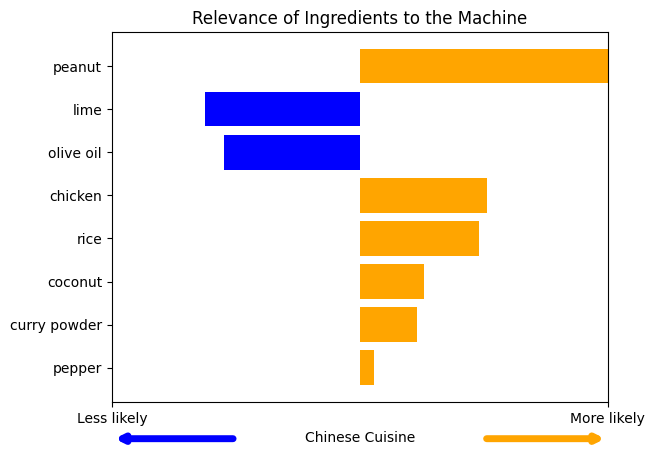 Relevance of Ingredients to the Machine
peanut
lime
olive oil
chicken
rice
coconut
curry powder
pepper
Less likely
More likely
Chinese Cuisine